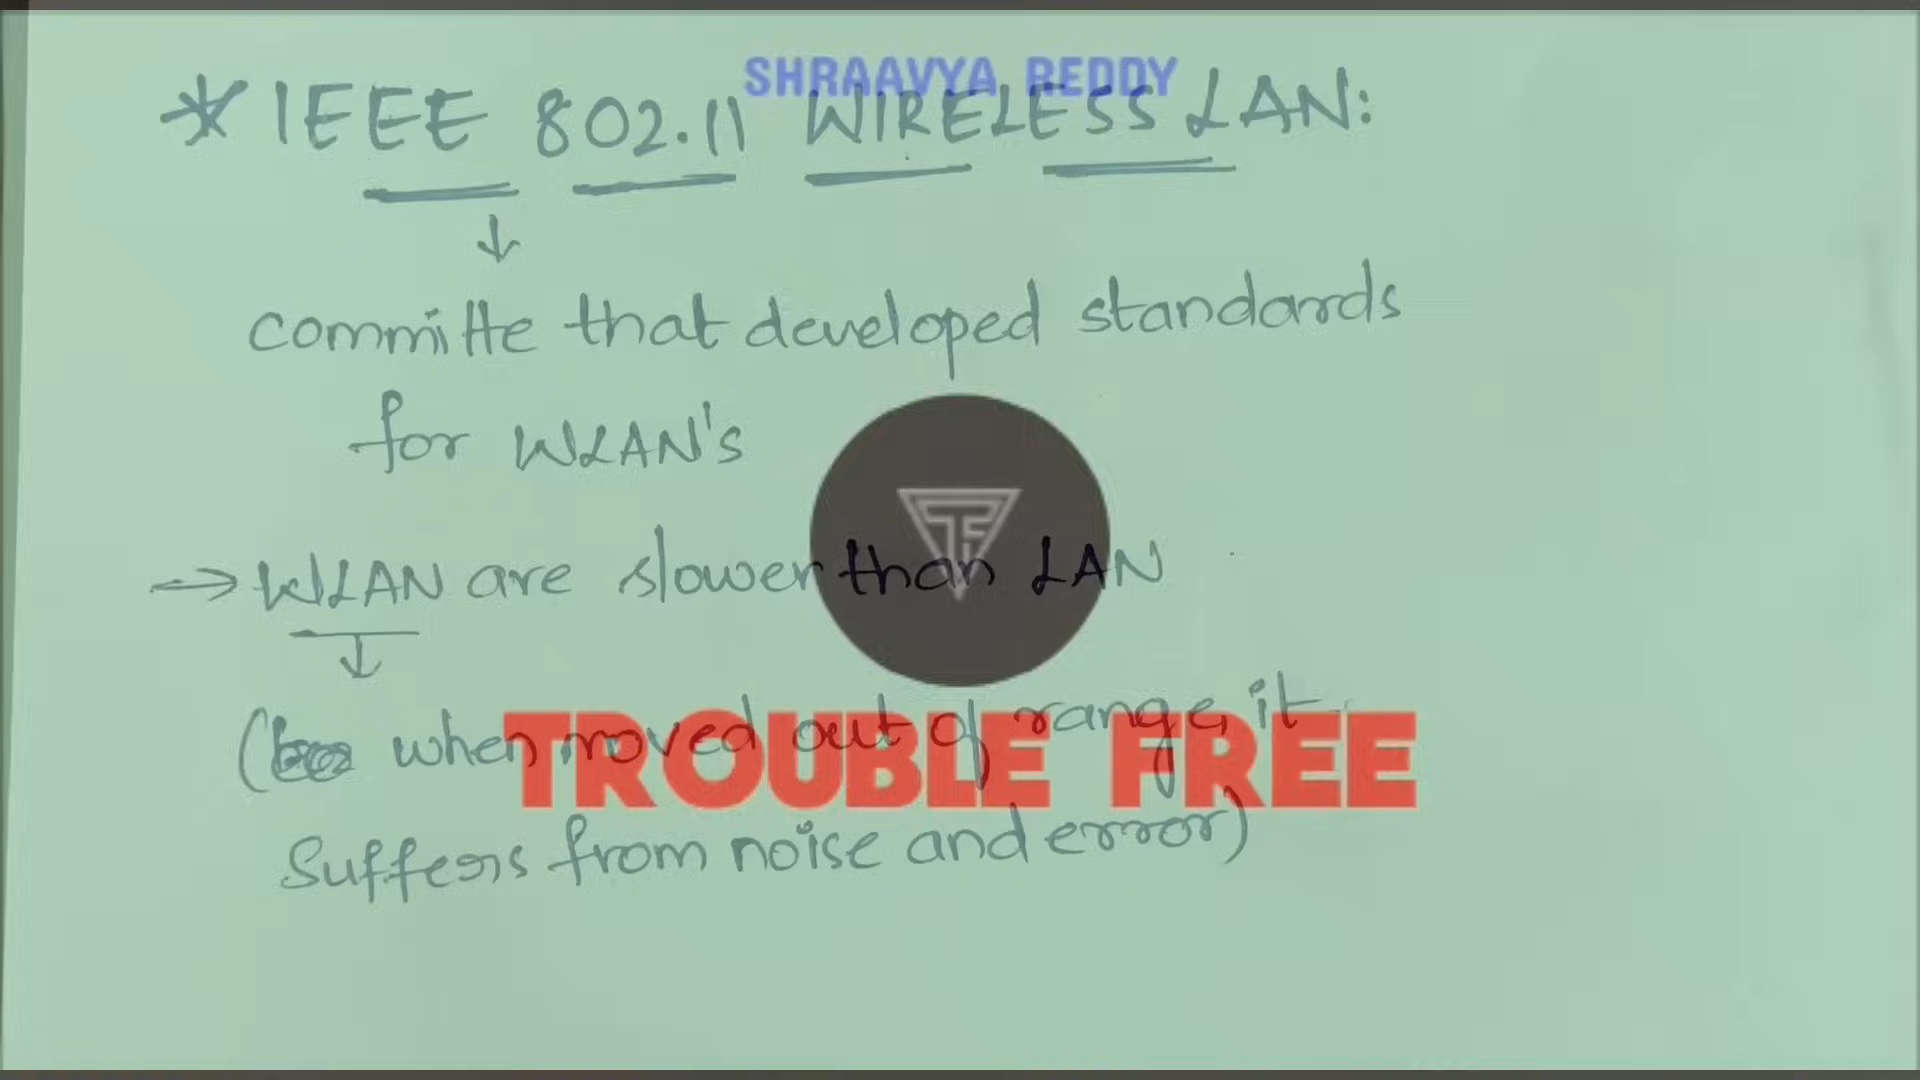 SHRAAVYA REDDY
* IEEE 802.11 WIRELESS LAN:
↓
committe that developed standards
for WLAN's
→ WLAN are slower than LAN
↓
( when moved out of range, it
suffers from noise and error)
TROUBLE FREE